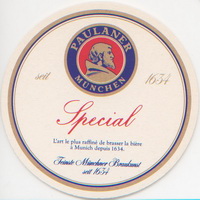 PAULANER
MÜNCHEN
seit 1634
Special
L'art le plus raffiné de brasser la bière
à Munich depuis 1634.
Feinste Münchner Braukunst
seit 1634